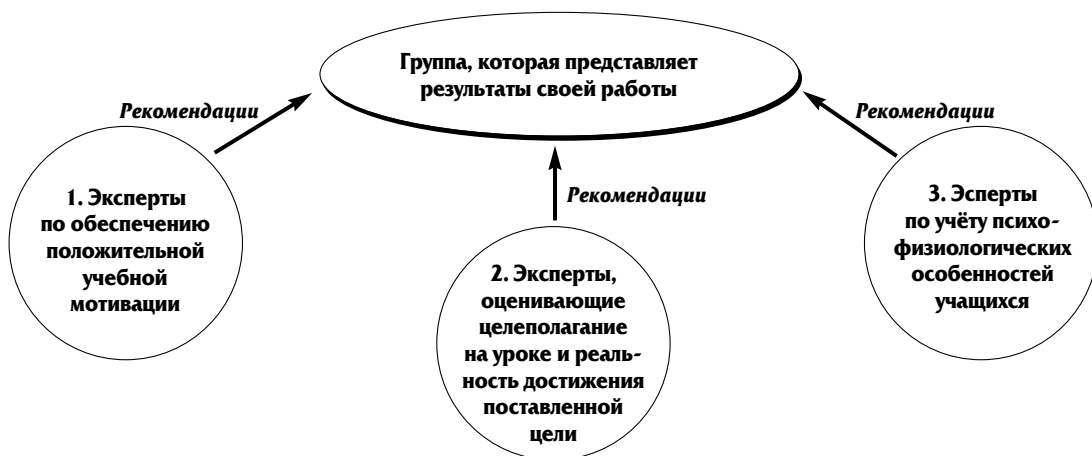 Группа, которая представляет
результаты своей работы
Рекомендации
Рекомендации
Рекомендации
1. Эксперты
по обеспечению
положительной
учебной
мотивации
2. Эксперты,
оценивающие
целеполагание
на уроке и реаль-
ность достижения
поставленной
цели
3. Эсперты
по учёту психо-
физиологических
особенностей
учащихся